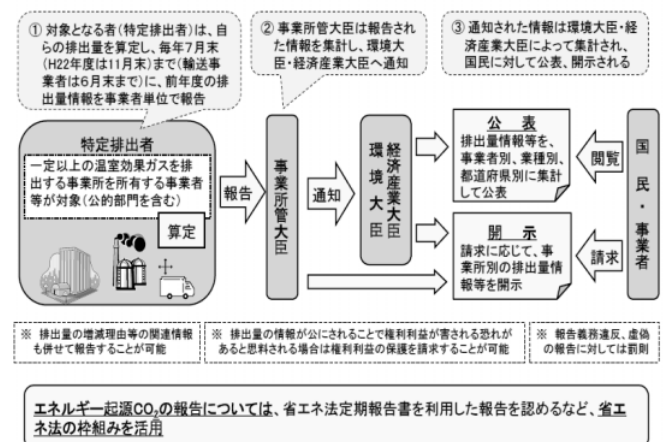 ① 対象となる者(特定排出者)は、自
らの排出量を算定し、毎年7月末
(H22年度は11月末)まで(輸送事
業者は6月末まで)に、前年度の排
出量情報を事業者単位で報告
② 事業所管大臣は報告され
た情報を集計し、環境大
臣・経済産業大臣へ通知
③ 通知された情報は環境大臣・経
済産業大臣によって集計され、
国民に対して公表、開示される
特定排出者
一定以上の温室効果ガスを排
出する事業所を所有する事業者
等が対象(公的部門を含む)
算定
報告
事業所管大臣
通知
経済産業大臣
環境大臣
公 表
排出量情報等を、
事業者別、業種別、
都道府県別に集計
して公表
開 示
請求に応じて、事
業所別の排出量情
報等を開示
閲覧
請求
国民・事業者
※ 排出量の増減理由等の関連情報
も併せて報告することが可能
※ 排出量の情報が公にされることで権利利益が害される恐れが
あると思料される場合は権利利益の保護を請求することが可能
※ 報告義務違反、虚偽
の報告に対しては罰則
エネルギー起源CO₂の報告については、省エネ法定期報告書を利用した報告を認めるなど、省エ
ネ法の枠組みを活用